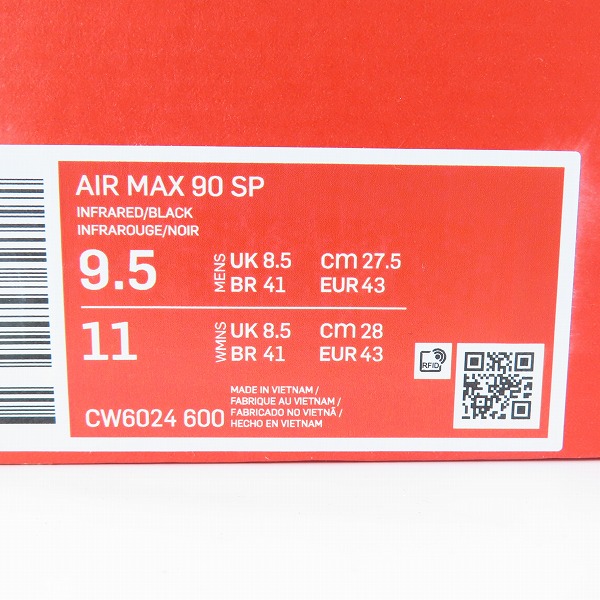 AIR MAX 90 SP
INFRARED/BLACK
INFRAROUGE/NOIR
9.5 MENS UK 8.5 cm 27.5
BR 41 EUR 43
11 WMNS UK 8.5 cm 28
BR 41 EUR 43
RFID
CW6024 600
MADE IN VIETNAM /
FABRIQUE AU VIETNAM /
FABRICADO NO VIETNÃ /
HECHO EN VIETNAM